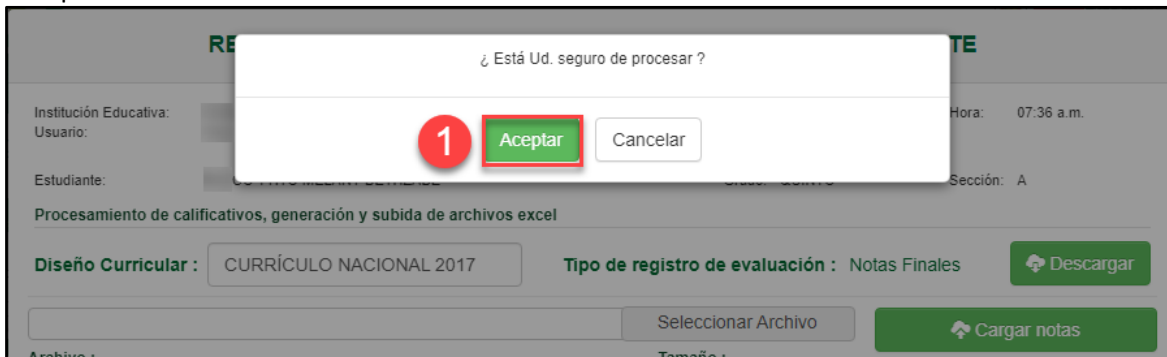 RE TE
¿ Está Ud. seguro de procesar ?
Institución Educativa: Hora: 07:36 a.m.
Usuario:
1 Aceptar Cancelar
Estudiante: Sección: A
Procesamiento de calificativos, generación y subida de archivos excel
Diseño Curricular : CURRÍCULO NACIONAL 2017 Tipo de registro de evaluación : Notas Finales Descargar
Seleccionar Archivo Cargar notas
Archivo : Tamaño :